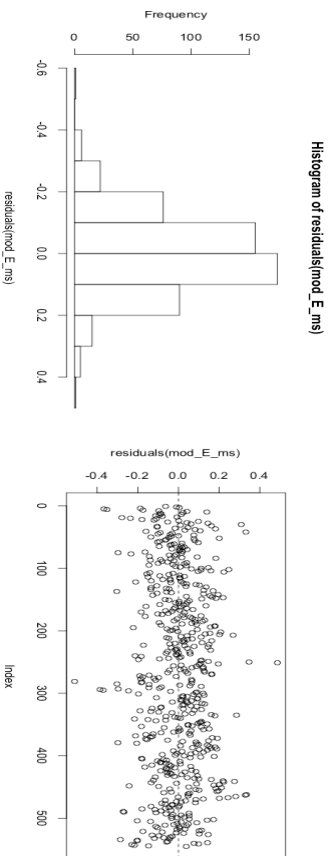 Histogram of residuals(mod_E_ms)
Frequency
0 50 100 150
-0.6 -0.4 -0.2 0.0 0.2 0.4
residuals(mod_E_ms)
residuals(mod_E_ms)
-0.4 -0.2 0.0 0.2 0.4
0 100 200 300 400 500
Index